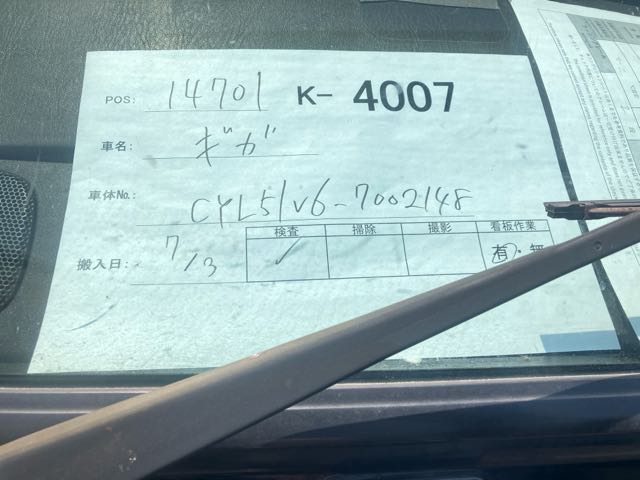 POS: 14701 K- 4007
車名: ギガ
車体No.: CYL51V6-7002148
検査 掃除 撮影 看板作業
搬入日: 7/13 ✓ 有・無